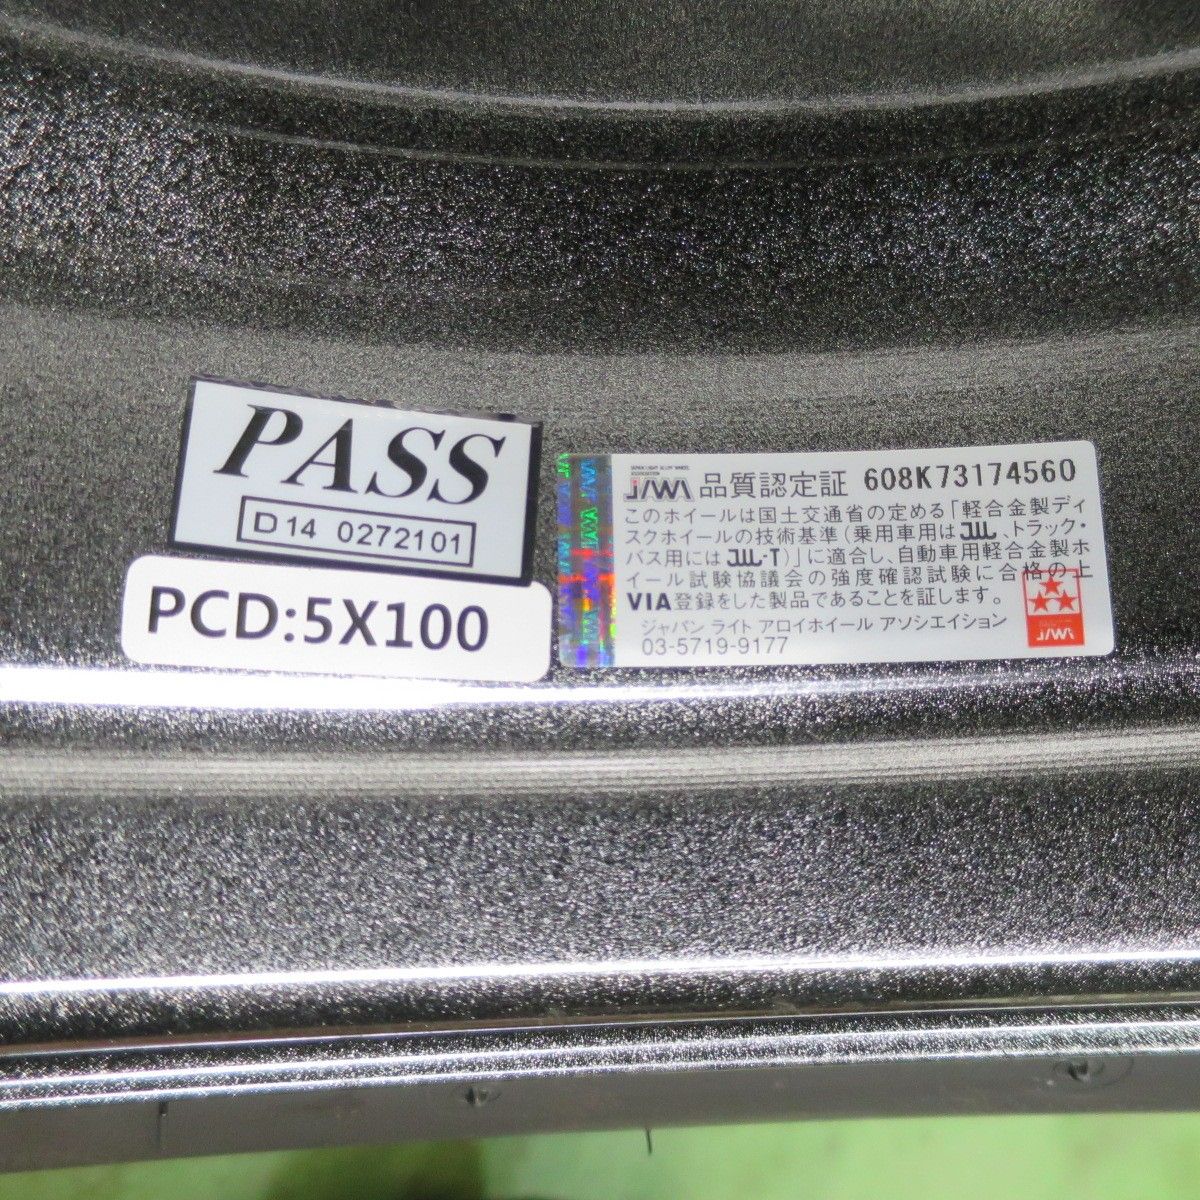 PASS
D14 0272101
PCD:5X100
JAPAN LIGHT ALLOY WHEEL
ASSOCIATION
JAWA 品質認定証 608K73174560
このホイールは国土交通省の定める「軽合金製ディ
スクホイールの技術基準(乗用車用はJWL、トラック・
バス用にはJWL-T)」に適合し、自動車用軽合金製ホ
イール試験協議会の強度確認試験に合格の上
VIA登録をした製品であることを証します。
ジャパン ライト アロイホイール アソシエイション
03-5719-9177
JAWA